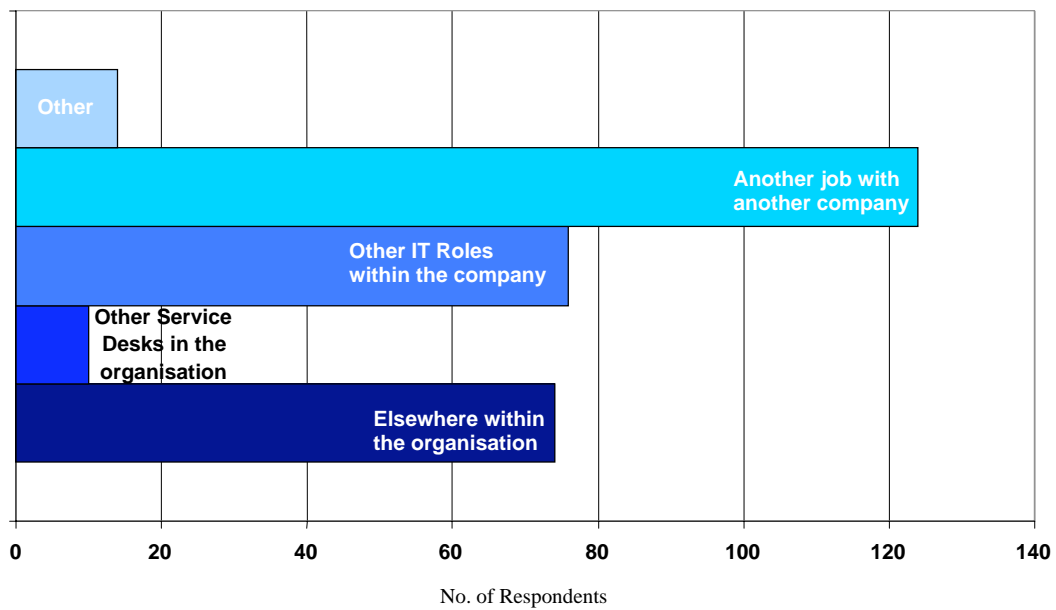 Other
Another job with
another company
Other IT Roles
within the company
Other Service
Desks in the
organisation
Elsewhere within
the organisation
0 20 40 60 80 100 120 140
No. of Respondents